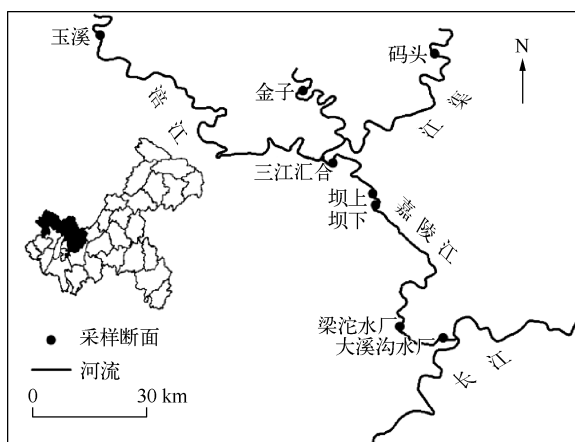 玉溪
码头
N
金子
涪江
渠江
三江汇合
坝上
坝下
嘉陵江
梁沱水厂
大溪沟水厂
长江
采样断面
河流
0 30 km